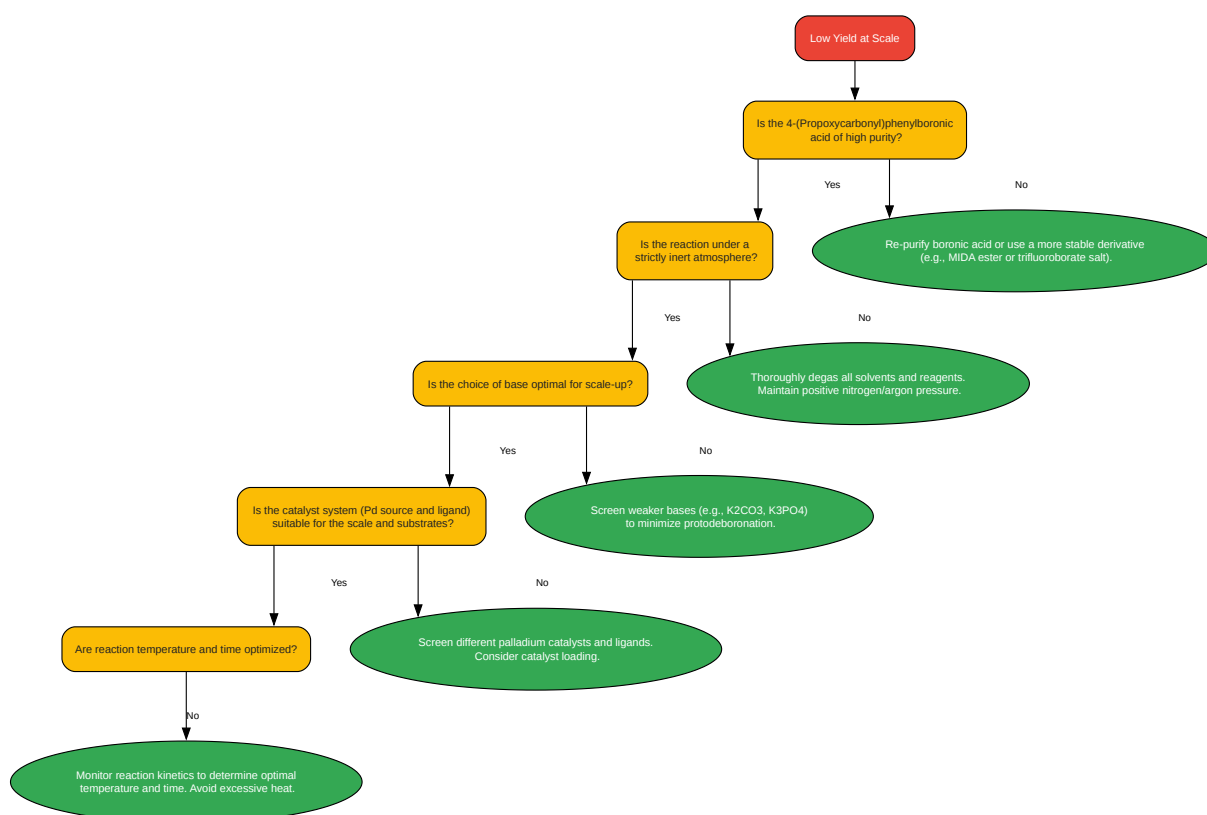 Low Yield at Scale
Is the 4-(Propoxycarbonyl)phenylboronic
acid of high purity?
Yes
No
Is the reaction under a
strictly inert atmosphere?
Re-purify boronic acid or use a more stable derivative
(e.g., MIDA ester or trifluoroborate salt).
Yes
No
Is the choice of base optimal for scale-up?
Thoroughly degas all solvents and reagents.
Maintain positive nitrogen/argon pressure.
Yes
No
Is the catalyst system (Pd source and ligand)
suitable for the scale and substrates?
Screen weaker bases (e.g., K2CO3, K3PO4)
to minimize protodeboronation.
Yes
No
Are reaction temperature and time optimized?
Screen different palladium catalysts and ligands.
Consider catalyst loading.
No
Monitor reaction kinetics to determine optimal
temperature and time. Avoid excessive heat.